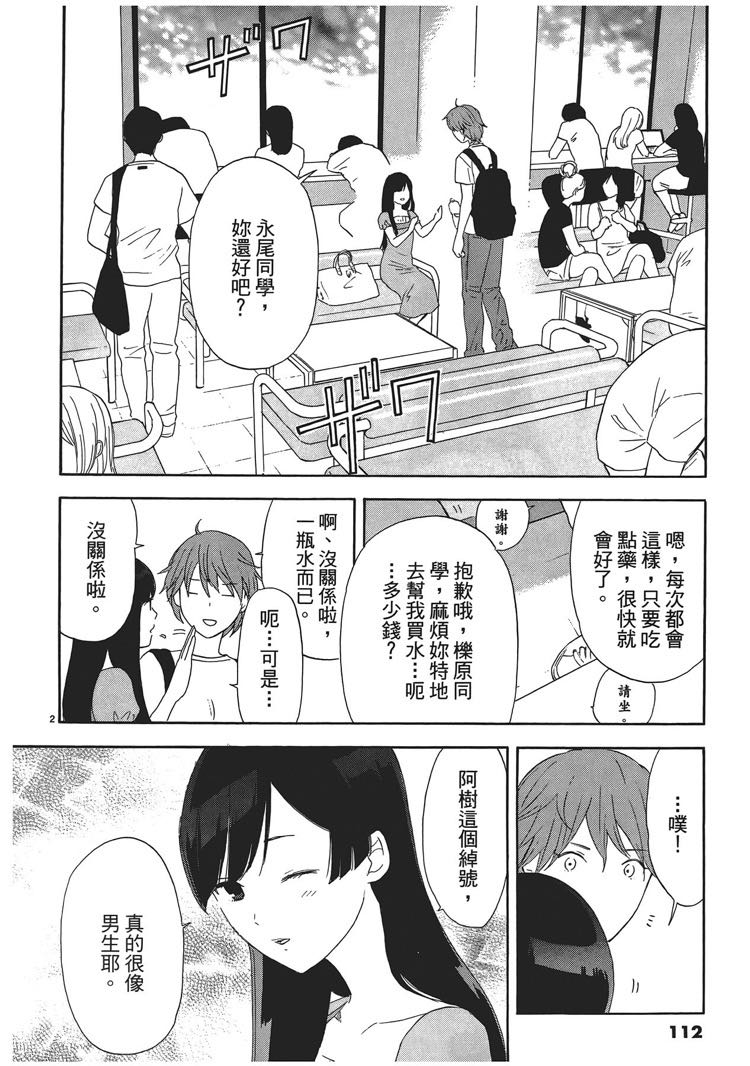 ザワ
永尾同學，
妳還好吧？
ザワ
嗯，每次都會
這樣，只要吃
點藥，很快就
會好了。
請坐。
謝謝。
抱歉哦，櫟原同
學，麻煩妳特地
去幫我買水…呃
…多少錢？
啊、沒關係啦，
一瓶水而已。
呃…可是…
沒關係啦。
2
…噗！
阿樹這個綽號，
真的很像
男生耶。
112